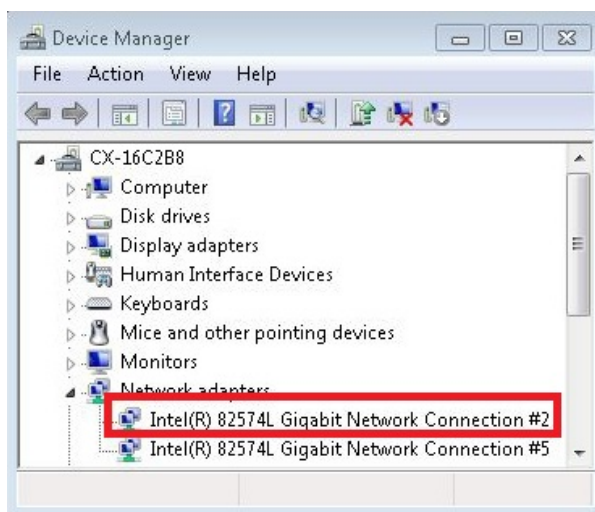 Device Manager
File Action View Help
CX-16C2B8
Computer
Disk drives
Display adapters
Human Interface Devices
Keyboards
Mice and other pointing devices
Monitors
Network adapters
Intel(R) 82574L Gigabit Network Connection #2
Intel(R) 82574L Gigabit Network Connection #5